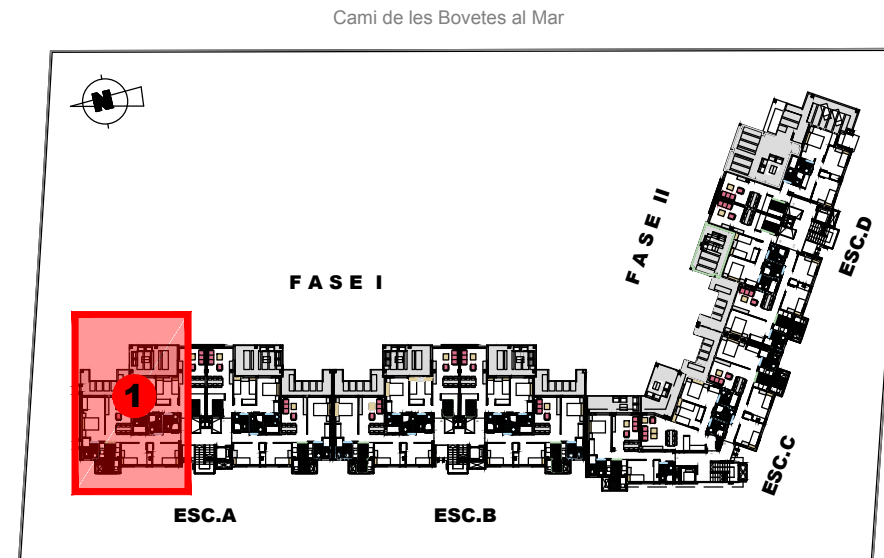 Cami de les Bovetes al Mar
N
FASE I
FASE II
ESC.D
1
ESC.C
ESC.A
ESC.B